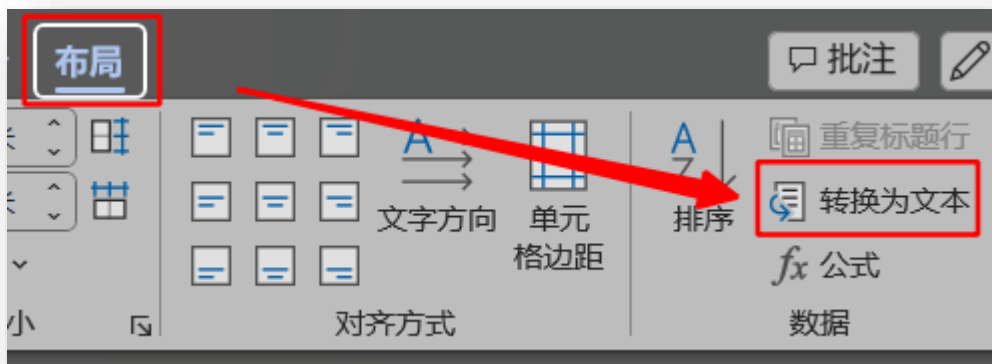 布局
批注
重复标题行
文字方向
单元
格边距
排序
转换为文本
fx 公式
小
对齐方式
数据